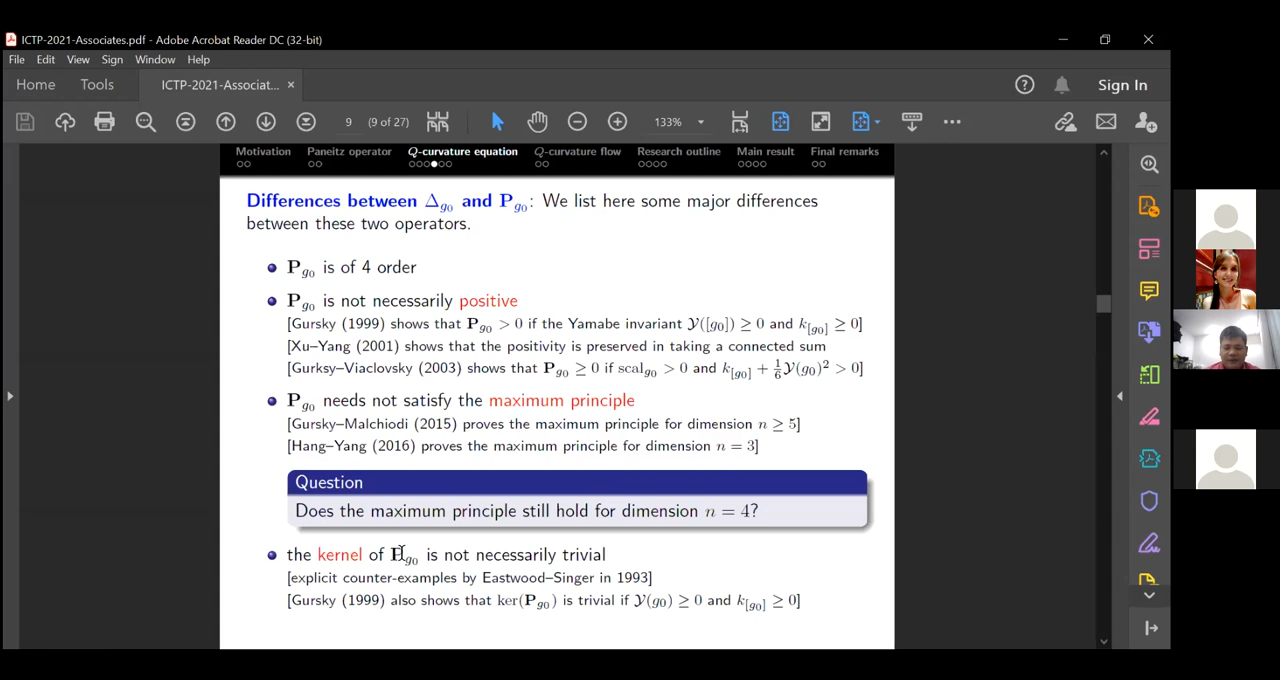 ICTP-2021-Associates.pdf - Adobe Acrobat Reader DC (32-bit)
File Edit View Sign Window Help
Home Tools ICTP-2021-Associat... × Sign In
9 (9 of 27) 133%
Motivation Paneitz operator Q-curvature equation Q-curvature flow Research outline Main result Final remarks
Differences between Δg₀ and Pg₀: We list here some major differences
between these two operators.
Pg₀ is of 4 order
Pg₀ is not necessarily positive
[Gursky (1999) shows that Pg₀ > 0 if the Yamabe invariant 𝒴([g₀]) ≥ 0 and k[g₀] ≥ 0]
[Xu–Yang (2001) shows that the positivity is preserved in taking a connected sum
[Gurksy–Viaclovsky (2003) shows that Pg₀ ≥ 0 if scalg₀ > 0 and k[g₀] + 1/6𝒴(g₀)² > 0]
Pg₀ needs not satisfy the maximum principle
[Gursky–Malchiodi (2015) proves the maximum principle for dimension n ≥ 5]
[Hang–Yang (2016) proves the maximum principle for dimension n = 3]
Question
Does the maximum principle still hold for dimension n = 4?
the kernel of Pg₀ is not necessarily trivial
[explicit counter-examples by Eastwood–Singer in 1993]
[Gursky (1999) also shows that ker(Pg₀) is trivial if 𝒴(g₀) ≥ 0 and k[g₀] ≥ 0]